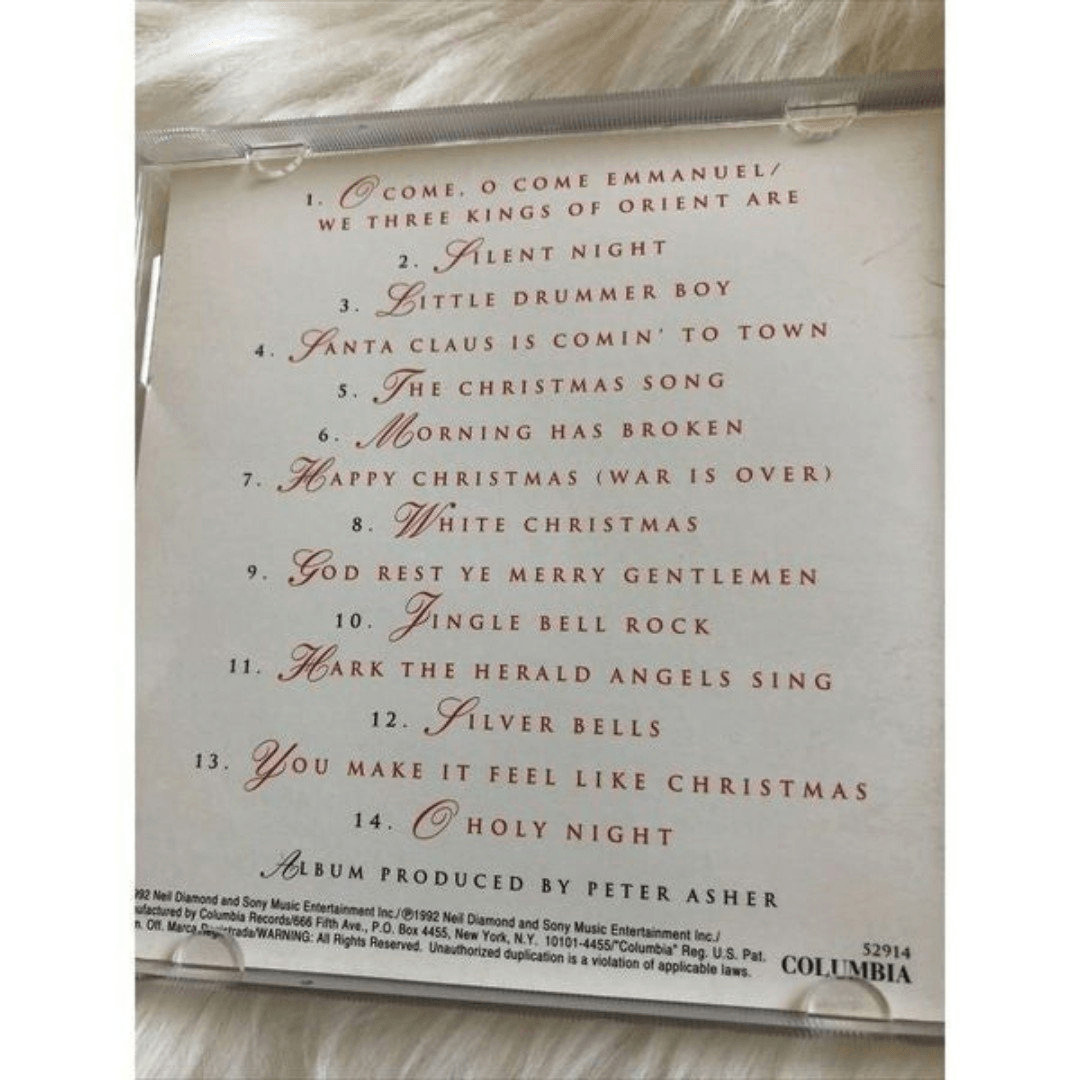 1. O COME, O COME EMMANUEL/
WE THREE KINGS OF ORIENT ARE
2. SILENT NIGHT
3. LITTLE DRUMMER BOY
4. SANTA CLAUS IS COMIN' TO TOWN
5. THE CHRISTMAS SONG
6. MORNING HAS BROKEN
7. HAPPY CHRISTMAS (WAR IS OVER)
8. WHITE CHRISTMAS
9. GOD REST YE MERRY GENTLEMEN
10. JINGLE BELL ROCK
11. HARK THE HERALD ANGELS SING
12. SILVER BELLS
13. YOU MAKE IT FEEL LIKE CHRISTMAS
14. O HOLY NIGHT
ALBUM PRODUCED BY PETER ASHER
92 Neil Diamond and Sony Music Entertainment Inc./℗1992 Neil Diamond and Sony Music Entertainment Inc./
ufactured by Columbia Records/666 Fifth Ave., P.O. Box 4455, New York, N.Y. 10101-4455/"Columbia" Reg. U.S. Pat.
m. Off. Marca Registrada/WARNING: All Rights Reserved. Unauthorized duplication is a violation of applicable laws.
52914
COLUMBIA